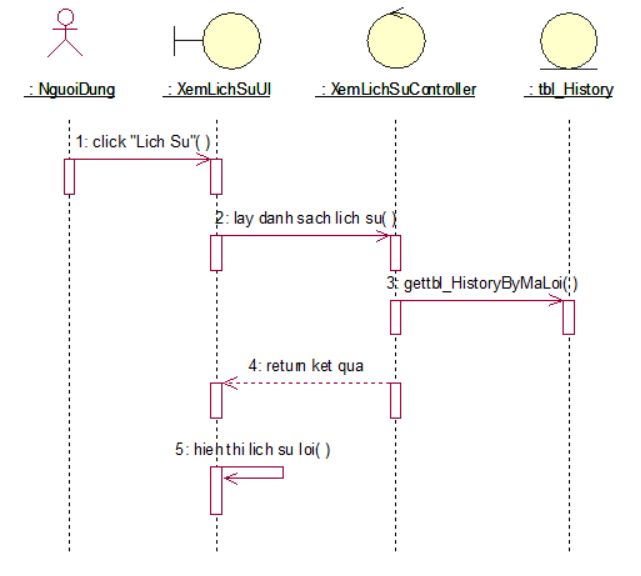 : NguoiDung
: XemLichSuUI
: XemLichSuController
: tbl_History
1: click "Lich Su"( )
2: lay danh sach lich su( )
3: gettbl_HistoryByMaLoi( )
4: return ket qua
5: hien thi lich su loi( )